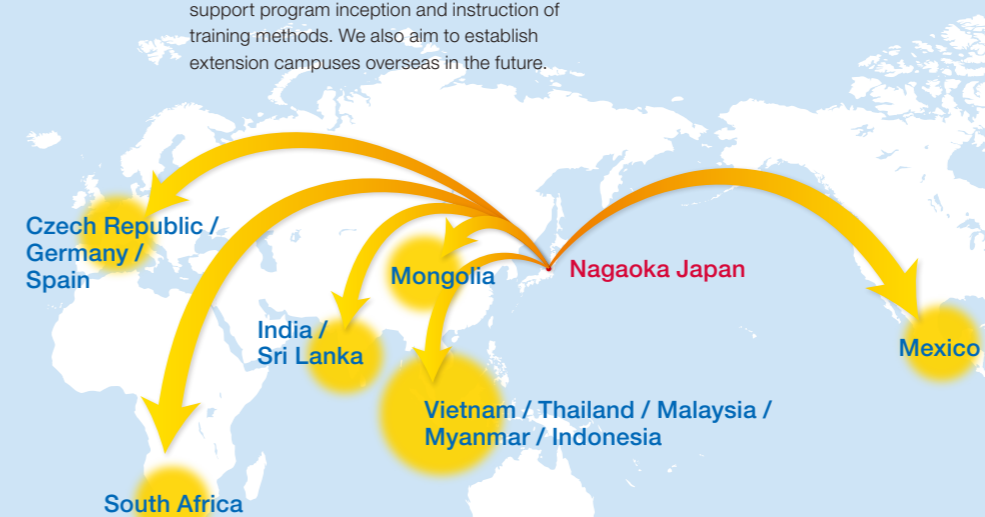 support program inception and instruction of
training methods. We also aim to establish
extension campuses overseas in the future.
Czech Republic /
Germany /
Spain
Mongolia
Nagaoka Japan
India /
Sri Lanka
Mexico
Vietnam / Thailand / Malaysia /
Myanmar / Indonesia
South Africa